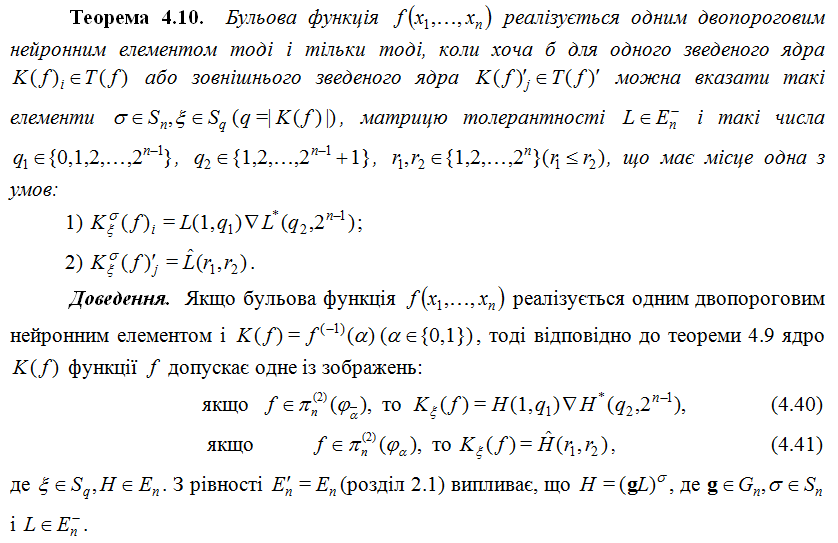 Теорема 4.10. Бульова функція f(x₁,…,xₙ) реалізується одним двопороговим
нейронним елементом тоді і тільки тоді, коли хоча б для одного зведеного ядра
K(f)ᵢ ∈ T(f) або зовнішнього зведеного ядра K(f)′ⱼ ∈ T(f)′ можна вказати такі
елементи σ ∈ Sₙ, ξ ∈ S_q (q =| K(f) |), матрицю толерантності L ∈ Eₙ⁻ і такі числа
q₁ ∈ {0,1,2,…,2ⁿ⁻¹}, q₂ ∈ {1,2,…,2ⁿ⁻¹ + 1}, r₁, r₂ ∈ {1,2,…,2ⁿ}(r₁ ≤ r₂), що має місце одна з
умов:
1) K_ξ^σ(f)ᵢ = L(1,q₁) ∇ L*(q₂,2ⁿ⁻¹);
2) K_ξ^σ(f)′ⱼ = L̂(r₁,r₂).
Доведення. Якщо бульова функція f(x₁,…,xₙ) реалізується одним двопороговим
нейронним елементом і K(f) = f⁽⁻¹⁾(α) (α ∈ {0,1}), тоді відповідно до теореми 4.9 ядро
K(f) функції f допускає одне із зображень:
якщо f ∈ πₙ⁽²⁾(φ_ᾱ), то K_ξ(f) = H(1,q₁) ∇ H*(q₂,2ⁿ⁻¹), (4.40)
якщо f ∈ πₙ⁽²⁾(φ_α), то K_ξ(f) = Ĥ(r₁,r₂), (4.41)
де ξ ∈ S_q, H ∈ Eₙ. З рівності E′ₙ = Eₙ (розділ 2.1) випливає, що H = (gL)^σ, де g ∈ Gₙ, σ ∈ Sₙ
і L ∈ Eₙ⁻.